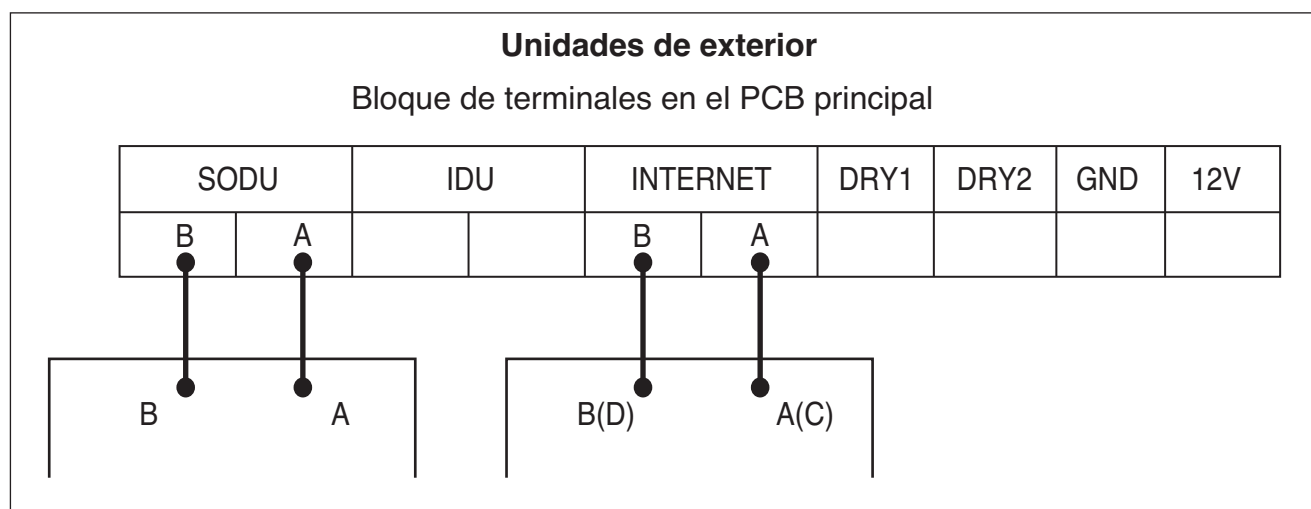 Unidades de exterior
Bloque de terminales en el PCB principal
SODU IDU INTERNET DRY1 DRY2 GND 12V
B A B A
B A B(D) A(C)